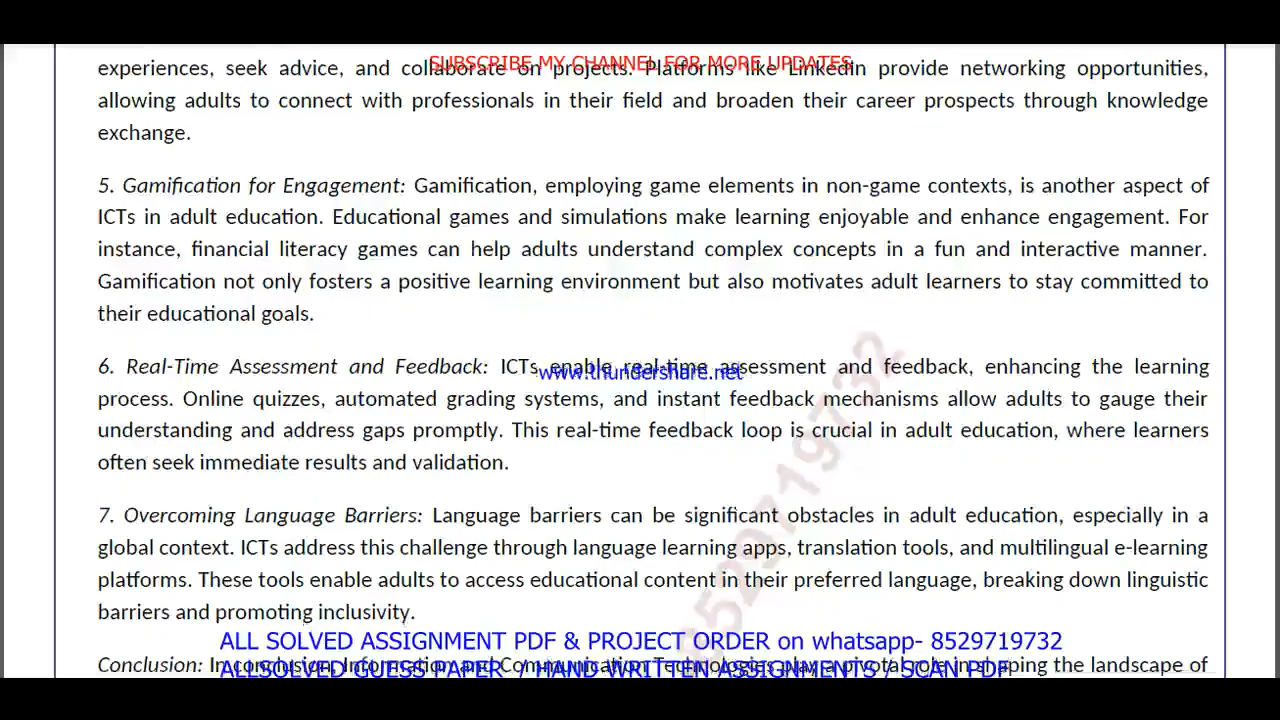 SUBSCRIBE MY CHANNEL FOR MORE UPDATES
experiences, seek advice, and collaborate on projects. Platforms like LinkedIn provide networking opportunities,
allowing adults to connect with professionals in their field and broaden their career prospects through knowledge
exchange.
5. Gamification for Engagement: Gamification, employing game elements in non-game contexts, is another aspect of
ICTs in adult education. Educational games and simulations make learning enjoyable and enhance engagement. For
instance, financial literacy games can help adults understand complex concepts in a fun and interactive manner.
Gamification not only fosters a positive learning environment but also motivates adult learners to stay committed to
their educational goals.
6. Real-Time Assessment and Feedback: ICTs enable real-time assessment and feedback, enhancing the learning
www.thundershare.net
process. Online quizzes, automated grading systems, and instant feedback mechanisms allow adults to gauge their
understanding and address gaps promptly. This real-time feedback loop is crucial in adult education, where learners
often seek immediate results and validation.
8529719732
7. Overcoming Language Barriers: Language barriers can be significant obstacles in adult education, especially in a
global context. ICTs address this challenge through language learning apps, translation tools, and multilingual e-learning
platforms. These tools enable adults to access educational content in their preferred language, breaking down linguistic
barriers and promoting inclusivity.
ALL SOLVED ASSIGNMENT PDF & PROJECT ORDER on whatsapp- 8529719732
Conclusion: In conclusion, Information and Communication Technologies play a pivotal role in shaping the landscape of
ALLSOLVED GUESS PAPER / HAND WRITTEN ASSIGNMENTS / SCAN PDF